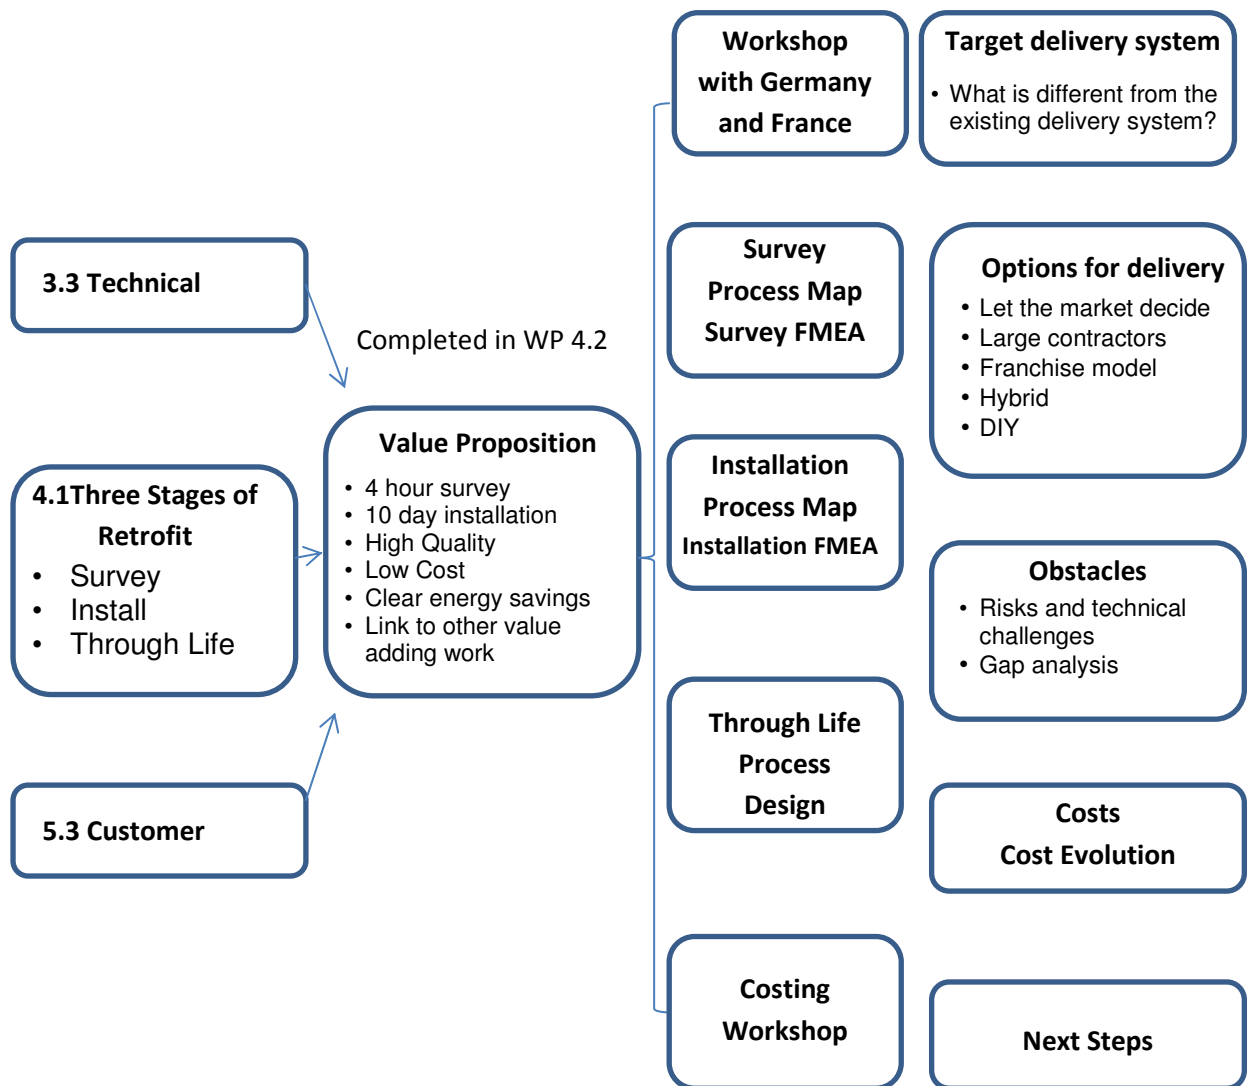 3.3 Technical
4.1Three Stages of
Retrofit
• Survey
• Install
• Through Life
5.3 Customer
Completed in WP 4.2
Value Proposition
• 4 hour survey
• 10 day installation
• High Quality
• Low Cost
• Clear energy savings
• Link to other value
adding work
Workshop
with Germany
and France
Survey
Process Map
Survey FMEA
Installation
Process Map
Installation FMEA
Through Life
Process
Design
Costing
Workshop
Target delivery system
• What is different from the
existing delivery system?
Options for delivery
• Let the market decide
• Large contractors
• Franchise model
• Hybrid
• DIY
Obstacles
• Risks and technical
challenges
• Gap analysis
Costs
Cost Evolution
Next Steps